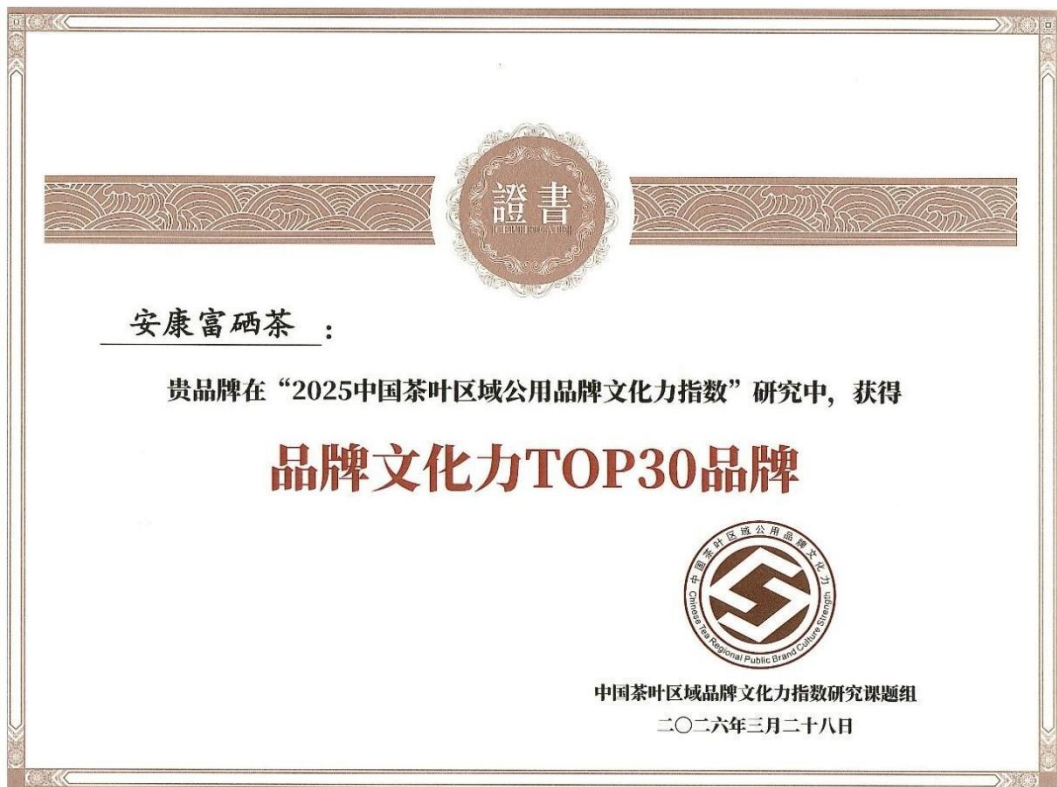 證書
安康富硒茶：
贵品牌在“2025中国茶叶区域公用品牌文化力指数”研究中，获得
品牌文化力TOP30品牌
中国茶叶区域公用品牌文化力
Chinese Tea Regional Public Brand Culture Strength
中国茶叶区域品牌文化力指数研究课题组
二〇二六年三月二十八日